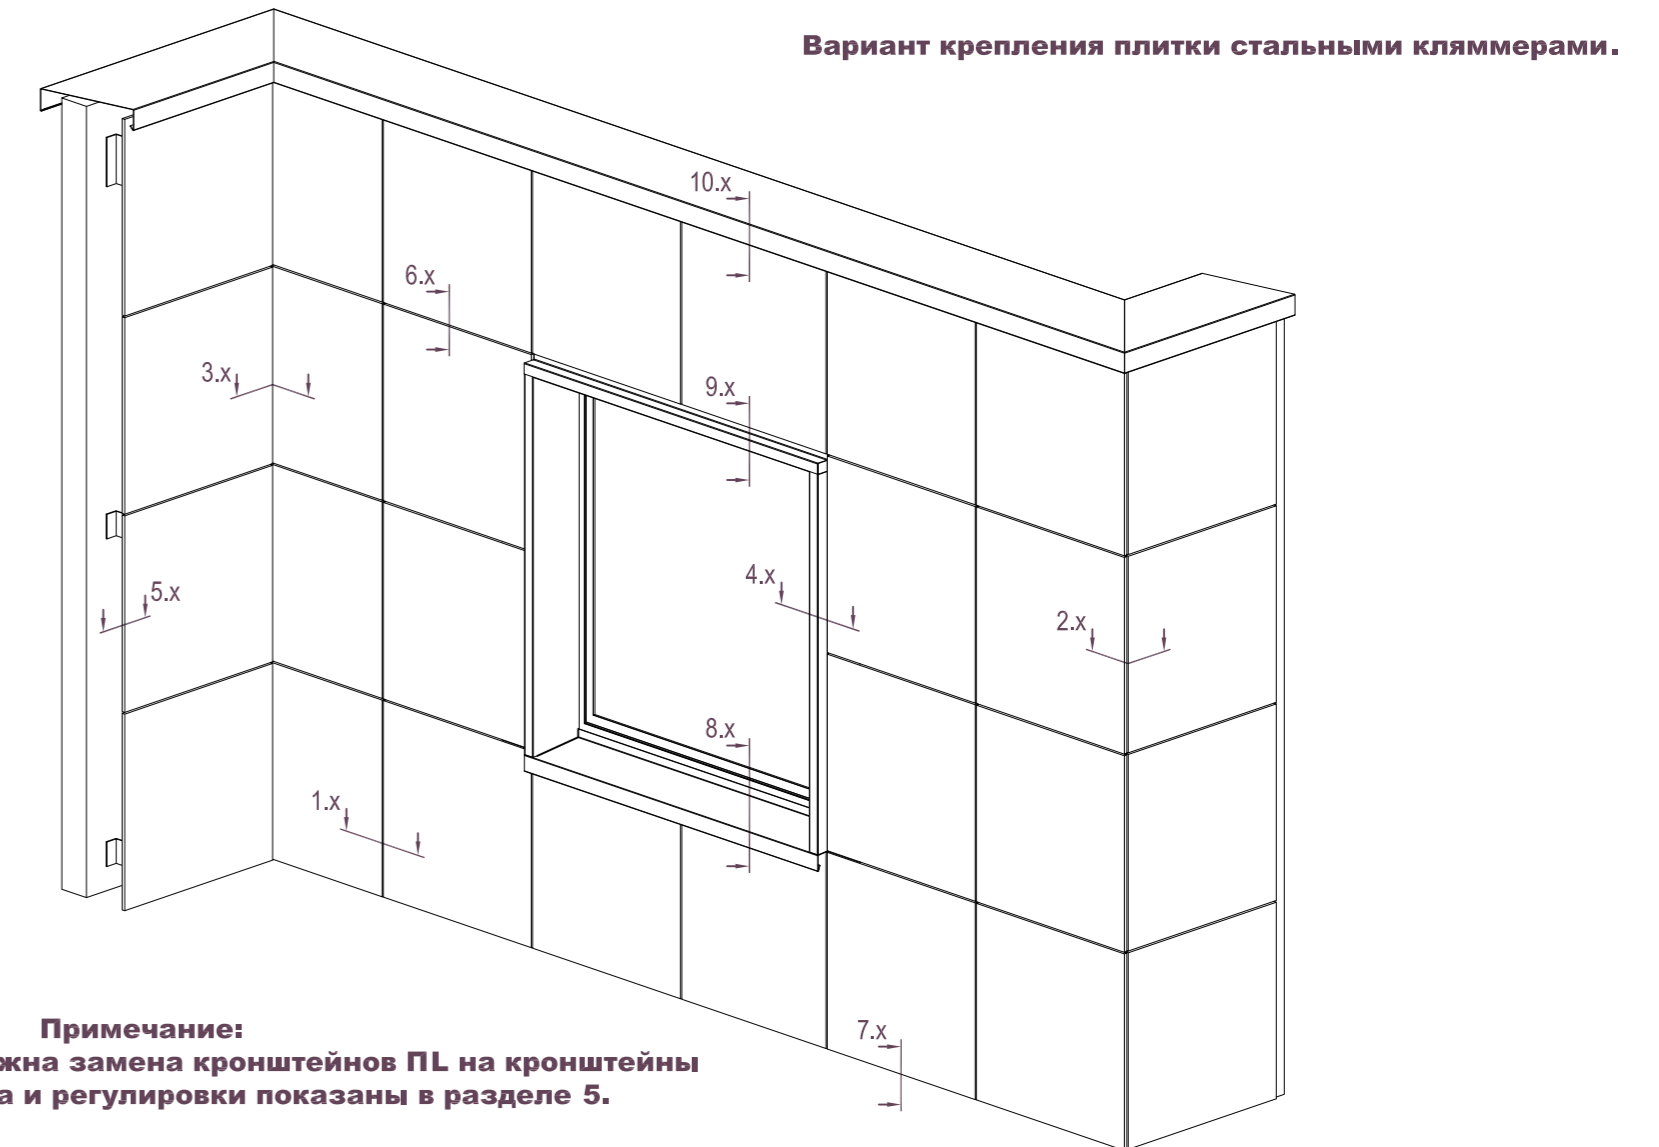 Вариант крепления плитки стальными кляммерами.
10.x
6.x
3.x
9.x
5.x
4.x
2.x
8.x
1.x
7.x
Примечание:
замена кронштейнов ПL на кронштейны
и регулировки показаны в разделе 5.